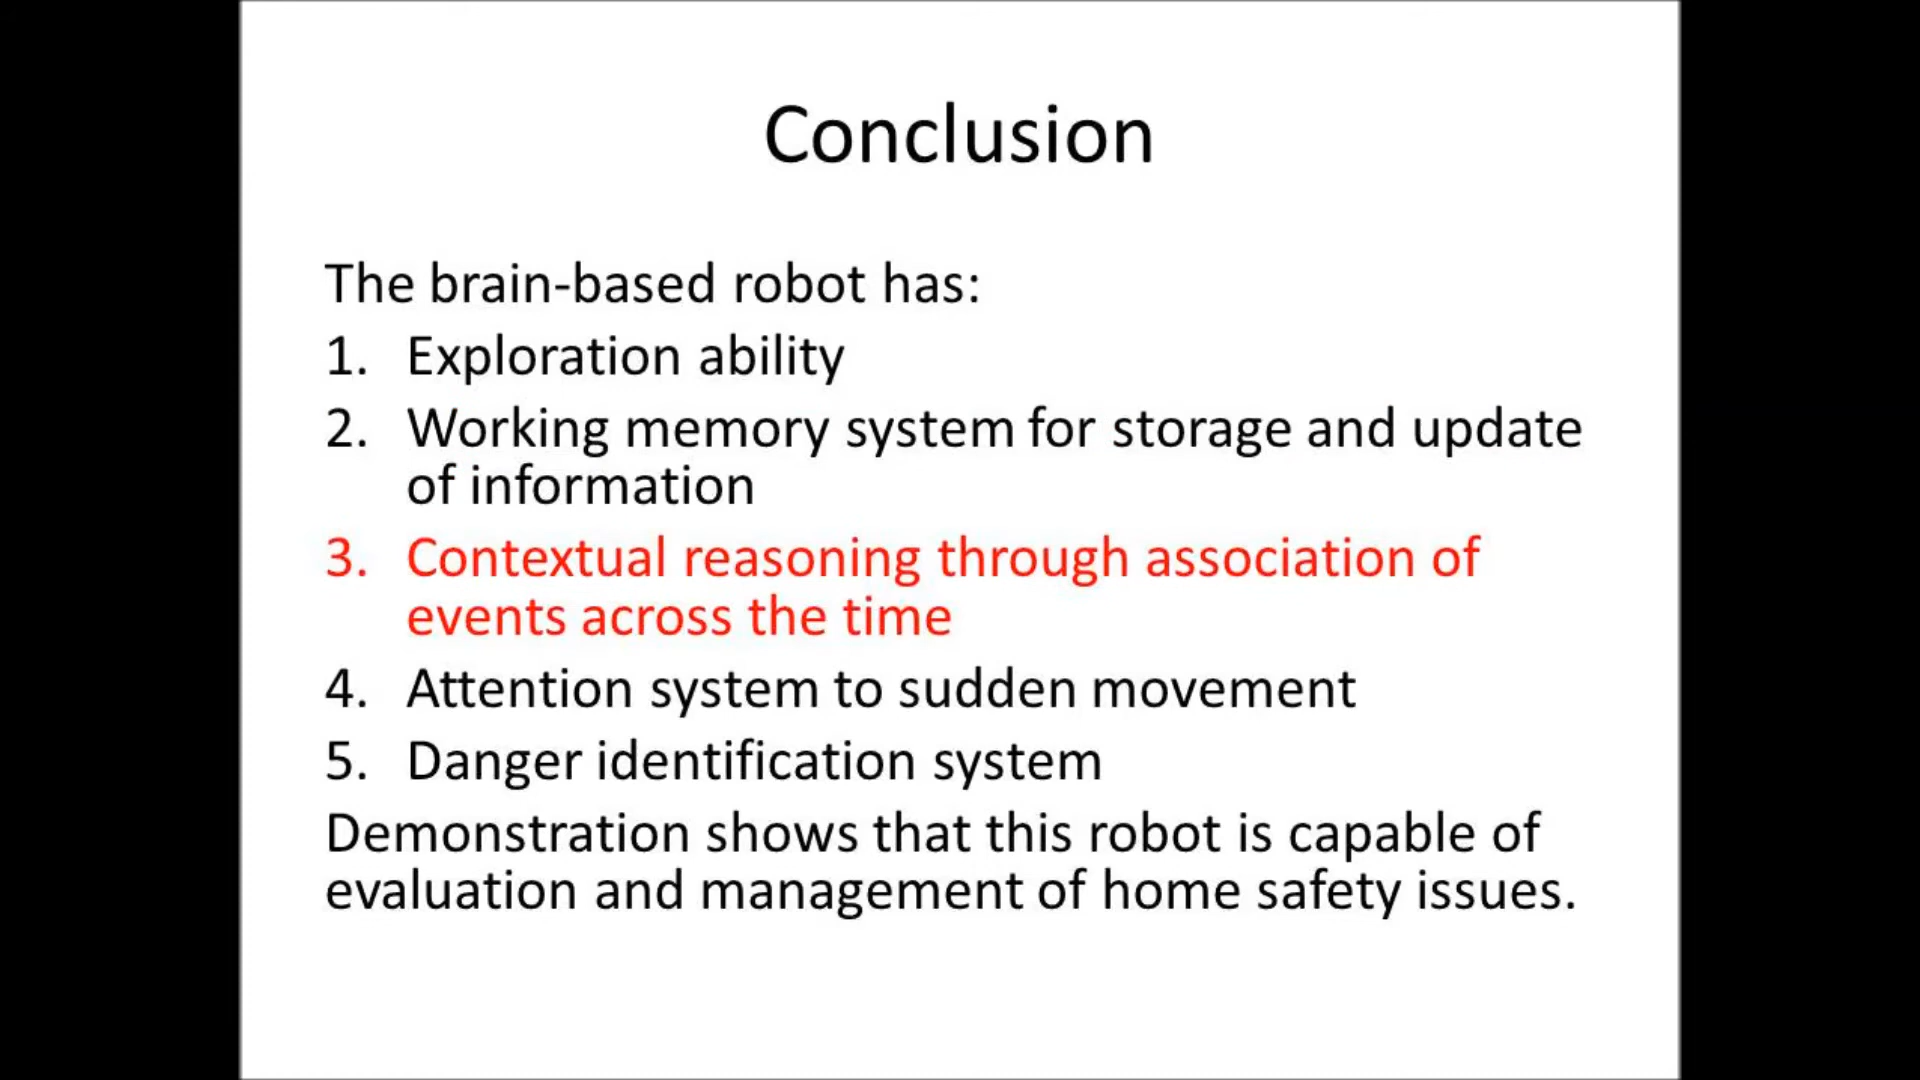 Conclusion
The brain-based robot has:
1. Exploration ability
2. Working memory system for storage and update
of information
3. Contextual reasoning through association of
events across the time
4. Attention system to sudden movement
5. Danger identification system
Demonstration shows that this robot is capable of
evaluation and management of home safety issues.